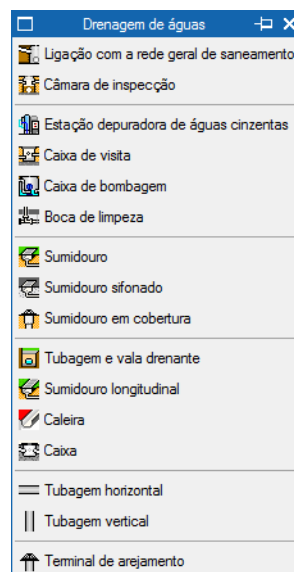 Drenagem de águas
Ligação com a rede geral de saneamento
Câmara de inspecção
Estação depuradora de águas cinzentas
Caixa de visita
Caixa de bombagem
Boca de limpeza
Sumidouro
Sumidouro sifonado
Sumidouro em cobertura
Tubagem e vala drenante
Sumidouro longitudinal
Caleira
Caixa
Tubagem horizontal
Tubagem vertical
Terminal de arejamento